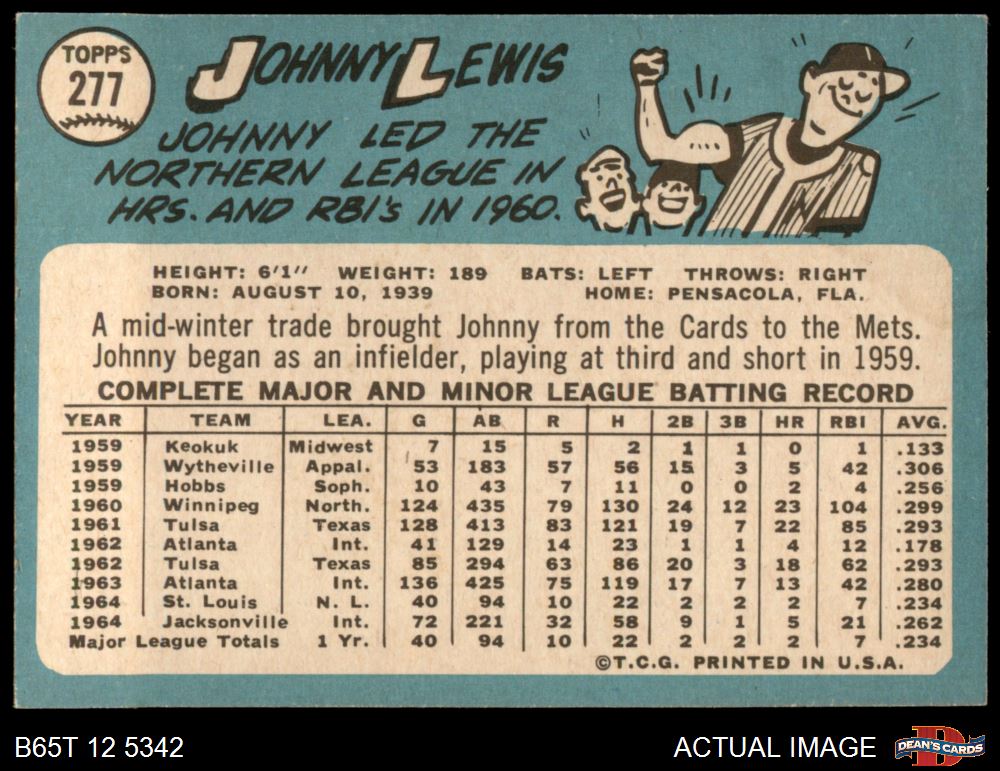 TOPPS
277
JOHNNY LEWIS
JOHNNY LED THE
NORTHERN LEAGUE IN
HRS. AND RBI's IN 1960.
HEIGHT: 6'1" WEIGHT: 189 BATS: LEFT THROWS: RIGHT
BORN: AUGUST 10, 1939 HOME: PENSACOLA, FLA.
A mid-winter trade brought Johnny from the Cards to the Mets.
Johnny began as an infielder, playing at third and short in 1959.
COMPLETE MAJOR AND MINOR LEAGUE BATTING RECORD
YEAR TEAM LEA. G AB R H 2B 3B HR RBI AVG.
1959 Keokuk Midwest 7 15 5 2 1 1 0 1 .133
1959 Wytheville Appal. 53 183 57 56 15 3 5 42 .306
1959 Hobbs Soph. 10 43 7 11 0 0 2 4 .256
1960 Winnipeg North. 124 435 79 130 24 12 23 104 .299
1961 Tulsa Texas 128 413 83 121 19 7 22 85 .293
1962 Atlanta Int. 41 129 14 23 1 1 4 12 .178
1962 Tulsa Texas 85 294 63 86 20 3 18 62 .293
1963 Atlanta Int. 136 425 75 119 17 7 13 42 .280
1964 St. Louis N. L. 40 94 10 22 2 2 2 7 .234
1964 Jacksonville Int. 72 221 32 58 9 1 5 21 .262
Major League Totals 1 Yr. 40 94 10 22 2 2 2 7 .234
©T.C.G. PRINTED IN U.S.A.
B65T 12 5342
ACTUAL IMAGE
DEAN'S CARDS